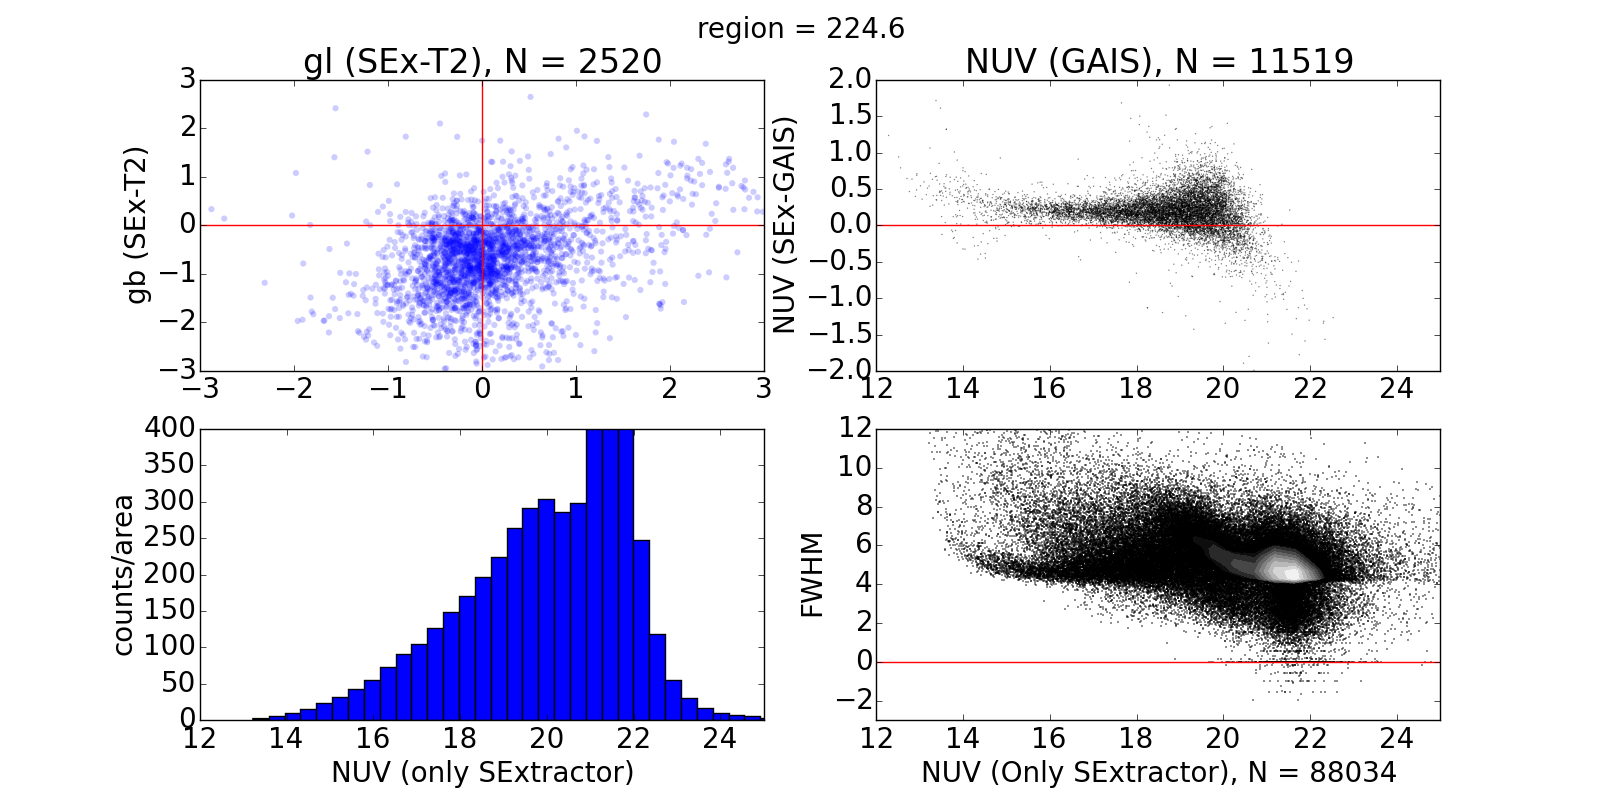 region = 224.6
gl (SEx-T2), N = 2520
NUV (GAIS), N = 11519
3
2
1
0
−1
−2
−3
gb (SEx-T2)
−3 −2 −1 0 1 2 3
2.0
1.5
1.0
0.5
0.0
−0.5
−1.0
−1.5
−2.0
NUV (SEx-GAIS)
12 14 16 18 20 22 24
400
350
300
250
200
150
100
50
0
counts/area
12 14 16 18 20 22 24
NUV (only SExtractor)
12
10
8
6
4
2
0
−2
FWHM
12 14 16 18 20 22 24
NUV (Only SExtractor), N = 88034